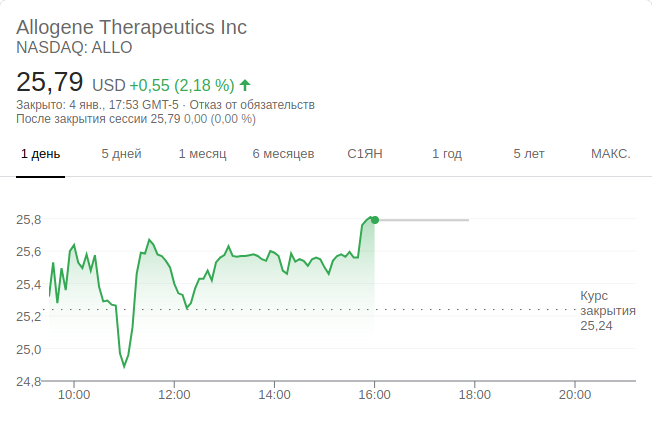 Allogene Therapeutics Inc
NASDAQ: ALLO
25,79 USD +0,55 (2,18 %)
Закрыто: 4 янв., 17:53 GMT-5 · Отказ от обязательств
После закрытия сессии 25,79 0,00 (0,00 %)
1 день 5 дней 1 месяц 6 месяцев С1ЯН 1 год 5 лет МАКС.
25,8
25,6
25,4
25,2
25,0
24,8
Курс
закрытия
25,24
10:00 12:00 14:00 16:00 18:00 20:00